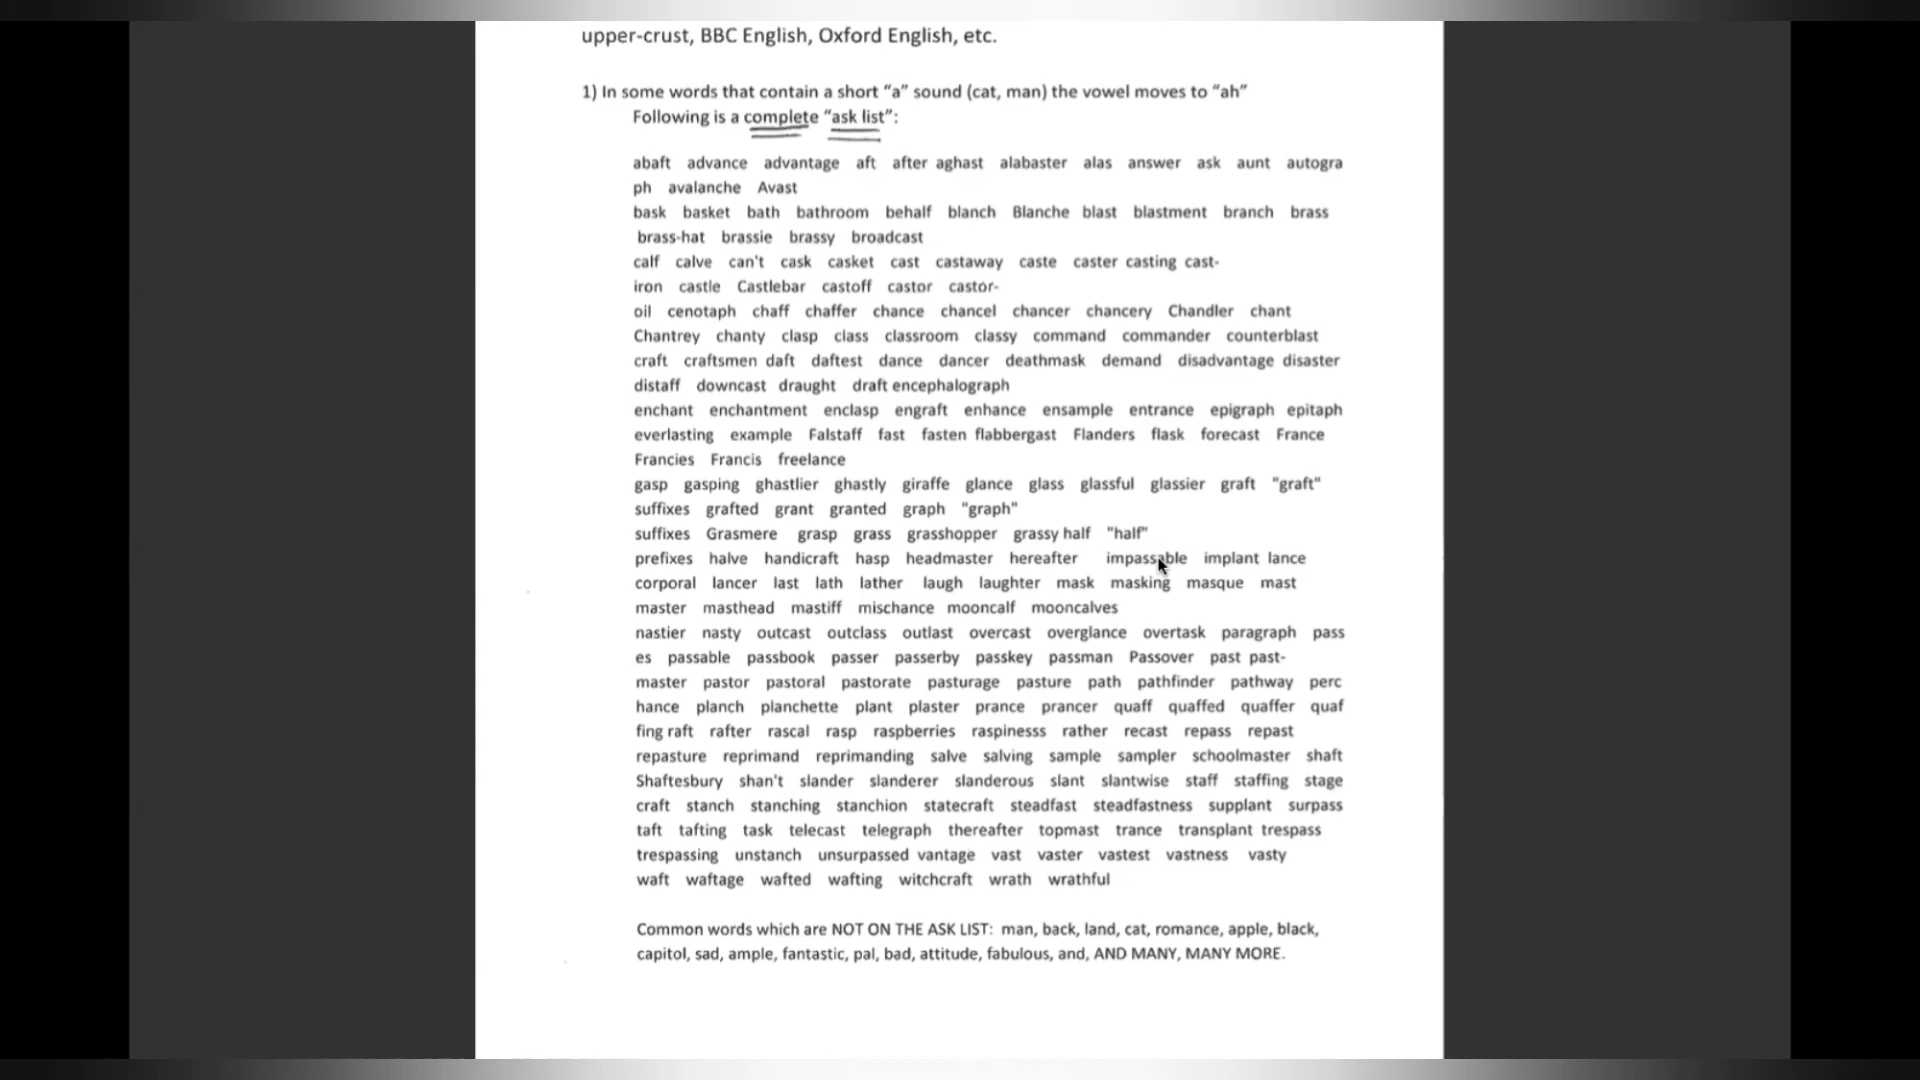 upper-crust, BBC English, Oxford English, etc.
1) In some words that contain a short “a” sound (cat, man) the vowel moves to “ah”
Following is a complete “ask list”:
abaft advance advantage aft after aghast alabaster alas answer ask aunt autogra
ph avalanche Avast
bask basket bath bathroom behalf blanch Blanche blast blastment branch brass
brass-hat brassie brassy broadcast
calf calve can't cask casket cast castaway caste caster casting cast-
iron castle Castlebar castoff castor castor-
oil cenotaph chaff chaffer chance chancel chancer chancery Chandler chant
Chantrey chanty clasp class classroom classy command commander counterblast
craft craftsmen daft daftest dance dancer deathmask demand disadvantage disaster
distaff downcast draught draft encephalograph
enchant enchantment enclasp engraft enhance ensample entrance epigraph epitaph
everlasting example Falstaff fast fasten flabbergast Flanders flask forecast France
Francies Francis freelance
gasp gasping ghastlier ghastly giraffe glance glass glassful glassier graft "graft"
suffixes grafted grant granted graph "graph"
suffixes Grasmere grasp grass grasshopper grassy half "half"
prefixes halve handicraft hasp headmaster hereafter impassable implant lance
corporal lancer last lath lather laugh laughter mask masking masque mast
master masthead mastiff mischance mooncalf mooncalves
nastier nasty outcast outclass outlast overcast overglance overtask paragraph pass
es passable passbook passer passerby passkey passman Passover past past-
master pastor pastoral pastorate pasturage pasture path pathfinder pathway perc
hance planch planchette plant plaster prance prancer quaff quaffed quaffer quaf
fing raft rafter rascal rasp raspberries raspinesss rather recast repass repast
repasture reprimand reprimanding salve salving sample sampler schoolmaster shaft
Shaftesbury shan't slander slanderer slanderous slant slantwise staff staffing stage
craft stanch stanching stanchion statecraft steadfast steadfastness supplant surpass
taft tafting task telecast telegraph thereafter topmast trance transplant trespass
trespassing unstanch unsurpassed vantage vast vaster vastest vastness vasty
waft waftage wafted wafting witchcraft wrath wrathful
Common words which are NOT ON THE ASK LIST: man, back, land, cat, romance, apple, black,
capitol, sad, ample, fantastic, pal, bad, attitude, fabulous, and, AND MANY, MANY MORE.